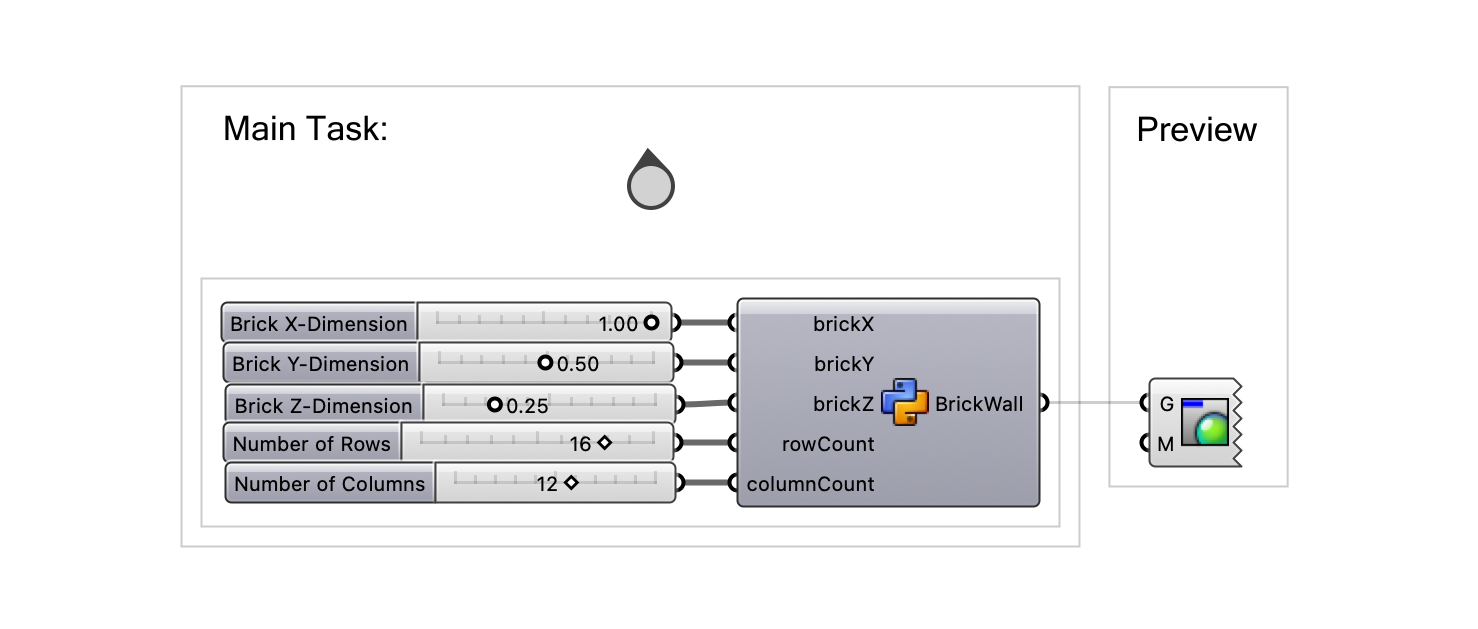 Main Task:
Preview
Brick X-Dimension 1.00
Brick Y-Dimension 0.50
Brick Z-Dimension 0.25
Number of Rows 16
Number of Columns 12
brickX
brickY
brickZ
rowCount
columnCount
BrickWall
G
M